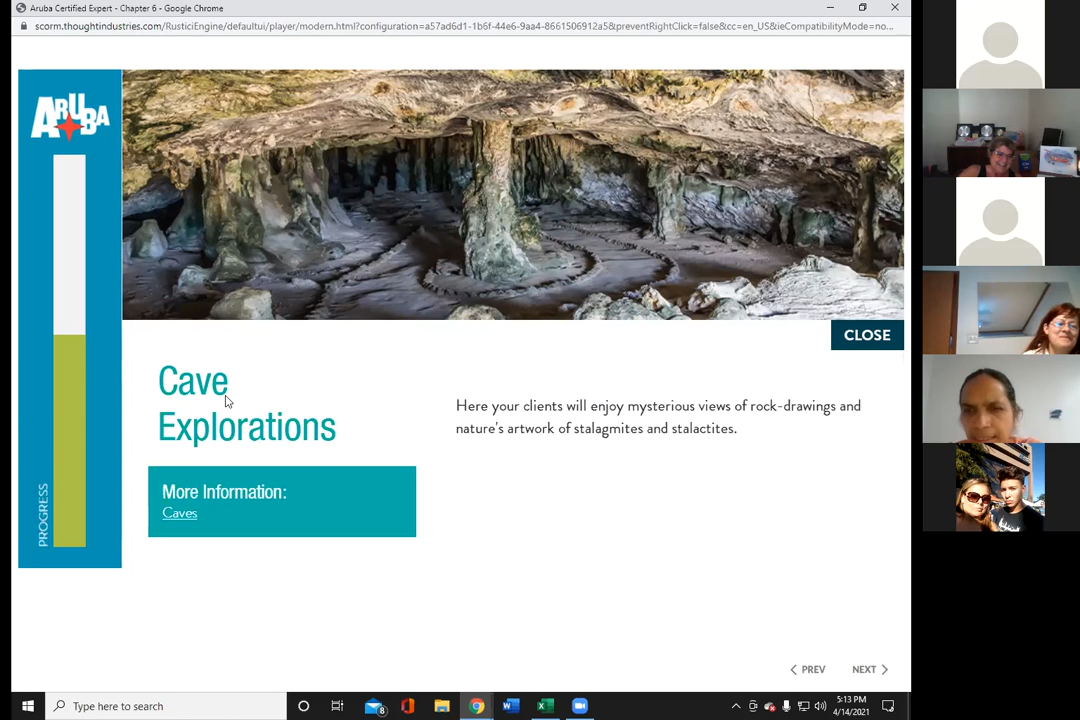 Aruba Certified Expert - Chapter 6 - Google Chrome
scorm.thoughtindustries.com/RusticiEngine/defaultui/player/modern.html?configuration=a57ad6d1-1b6f-44e6-9aa4-8661506912a5&preventRightClick=false&cc=en_US&ieCompatibilityMode=no...
ARUBA
CLOSE
Cave
Explorations
Here your clients will enjoy mysterious views of rock-drawings and
nature's artwork of stalagmites and stalactites.
More Information:
Caves
PROGRESS
PREV
NEXT
Type here to search
8
5:13 PM
4/14/2021